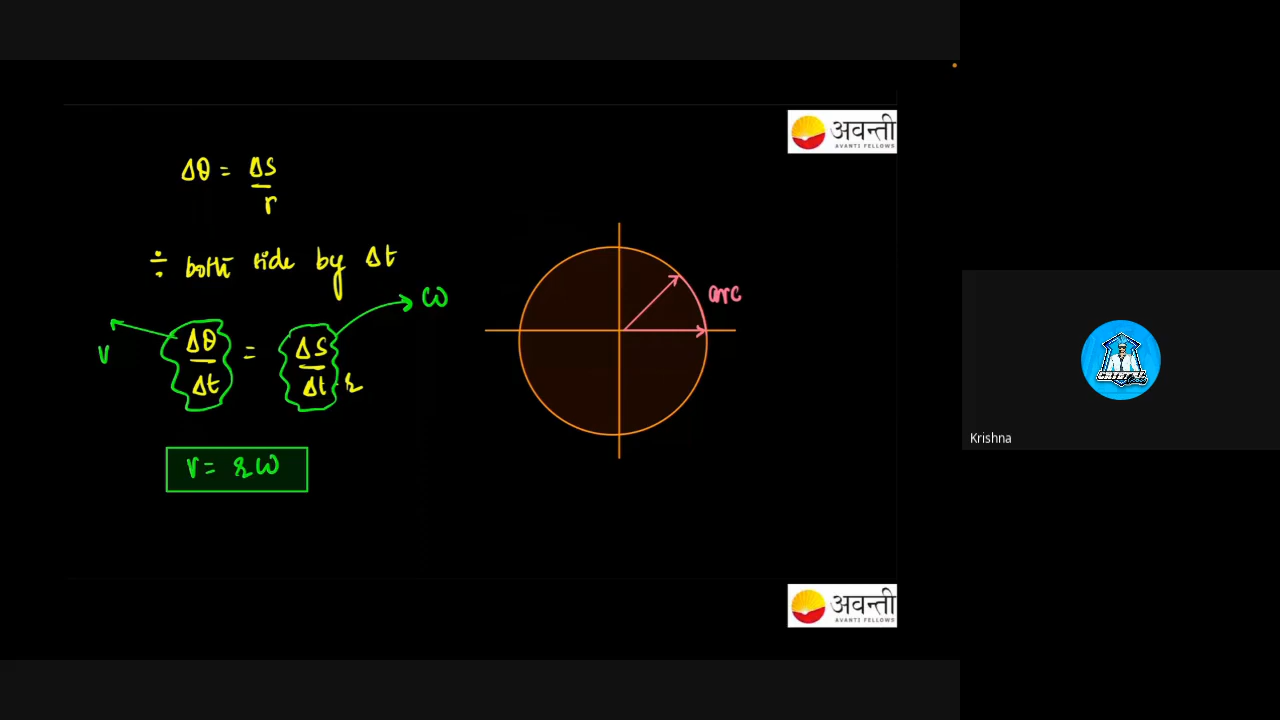 अवन्ती
AVANTI FELLOWS
Δθ = ΔS
r
÷ both side by Δt
ω
arc
v
Δθ = ΔS
Δt Δt r
v = rω
Krishna
अवन्ती
AVANTI FELLOWS